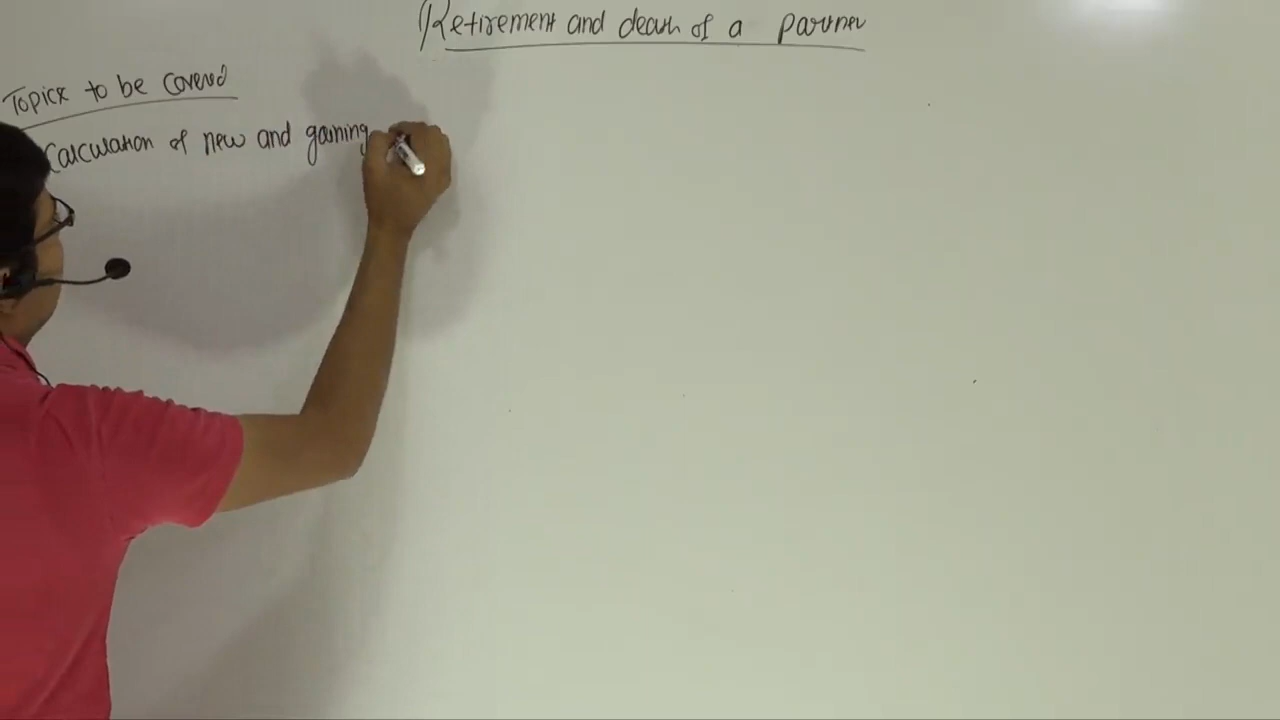 Retirement and death of a partner
Topics to be covered
Calculation of new and gaining